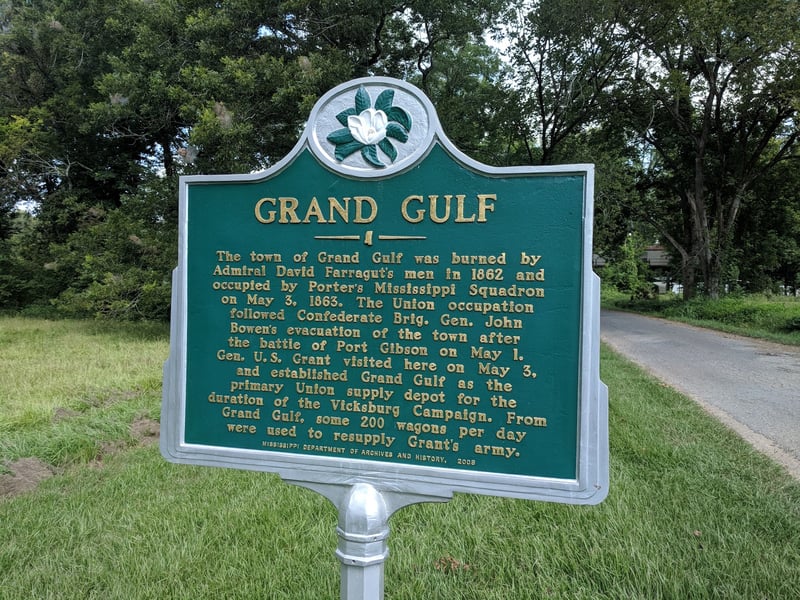 GRAND GULF
The town of Grand Gulf was burned by
Admiral David Farragut's men in 1862 and
occupied by Porter's Mississippi Squadron
on May 3, 1863. The Union occupation
followed Confederate Brig. Gen. John
Bowen's evacuation of the town after
the battle of Port Gibson on May 1.
Gen. U.S. Grant visited here on May 3,
and established Grand Gulf as the
primary Union supply depot for the
duration of the Vicksburg Campaign. From
Grand Gulf, some 200 wagons per day
were used to resupply Grant's army.
MISSISSIPPI DEPARTMENT OF ARCHIVES AND HISTORY, 2008